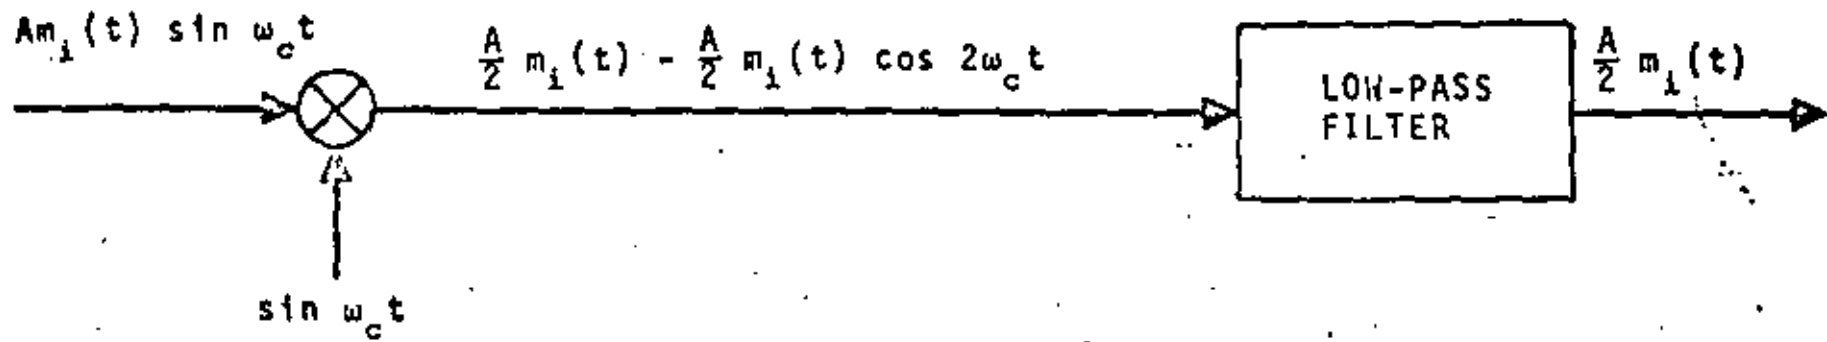 Am_i(t) sin ω_c t
A/2 m_i(t) - A/2 m_i(t) cos 2ω_c t
LOW-PASS
FILTER
A/2 m_i(t)
sin ω_c t